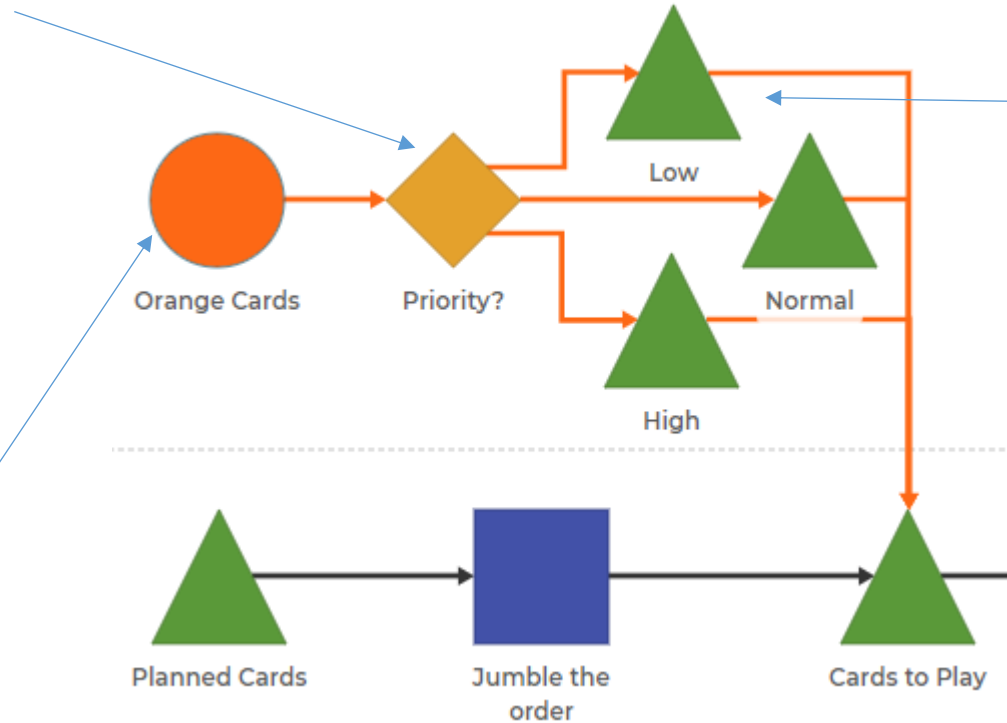 Low
Orange Cards
Priority?
Normal
High
Planned Cards
Jumble the
order
Cards to Play